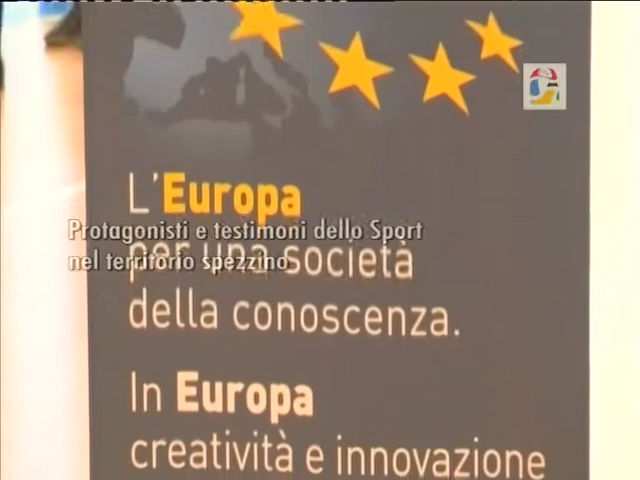 L'Europa
per una società
della conoscenza.
In Europa
creatività e innovazione
Protagonisti e testimoni dello Sport
nel territorio spezzino